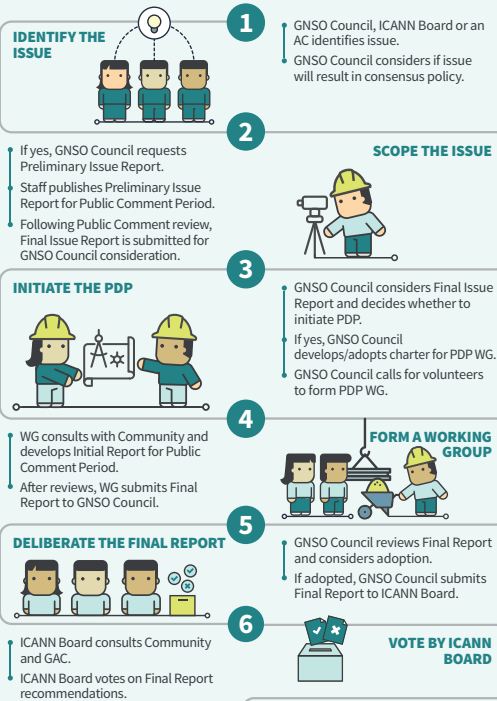 1
IDENTIFY THE
ISSUE
GNSO Council, ICANN Board or an
AC identifies issue.
GNSO Council considers if issue
will result in consensus policy.
2
SCOPE THE ISSUE
If yes, GNSO Council requests
Preliminary Issue Report.
Staff publishes Preliminary Issue
Report for Public Comment Period.
Following Public Comment review,
Final Issue Report is submitted for
GNSO Council consideration.
3
INITIATE THE PDP
GNSO Council considers Final Issue
Report and decides whether to
initiate PDP.
If yes, GNSO Council
develops/adopts charter for PDP WG.
GNSO Council calls for volunteers
to form PDP WG.
4
FORM A WORKING
GROUP
WG consults with Community and
develops Initial Report for Public
Comment Period.
After reviews, WG submits Final
Report to GNSO Council.
5
DELIBERATE THE FINAL REPORT
GNSO Council reviews Final Report
and considers adoption.
If adopted, GNSO Council submits
Final Report to ICANN Board.
6
VOTE BY ICANN
BOARD
ICANN Board consults Community
and GAC.
ICANN Board votes on Final Report
recommendations.